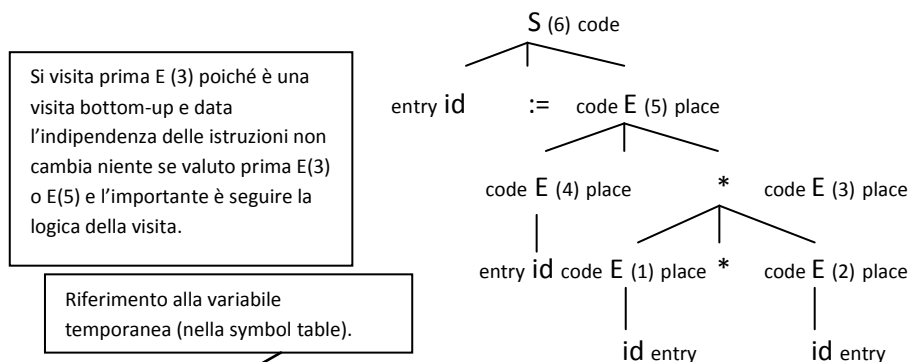 S (6) code
Si visita prima E (3) poiché è una
visita bottom-up e data
l'indipendenza delle istruzioni non
cambia niente se valuto prima E(3)
o E(5) e l'importante è seguire la
logica della visita.
entry id := code E (5) place
code E (4) place * code E (3) place
entry id code E (1) place * code E (2) place
Riferimento alla variabile
temporanea (nella symbol table).
id entry id entry